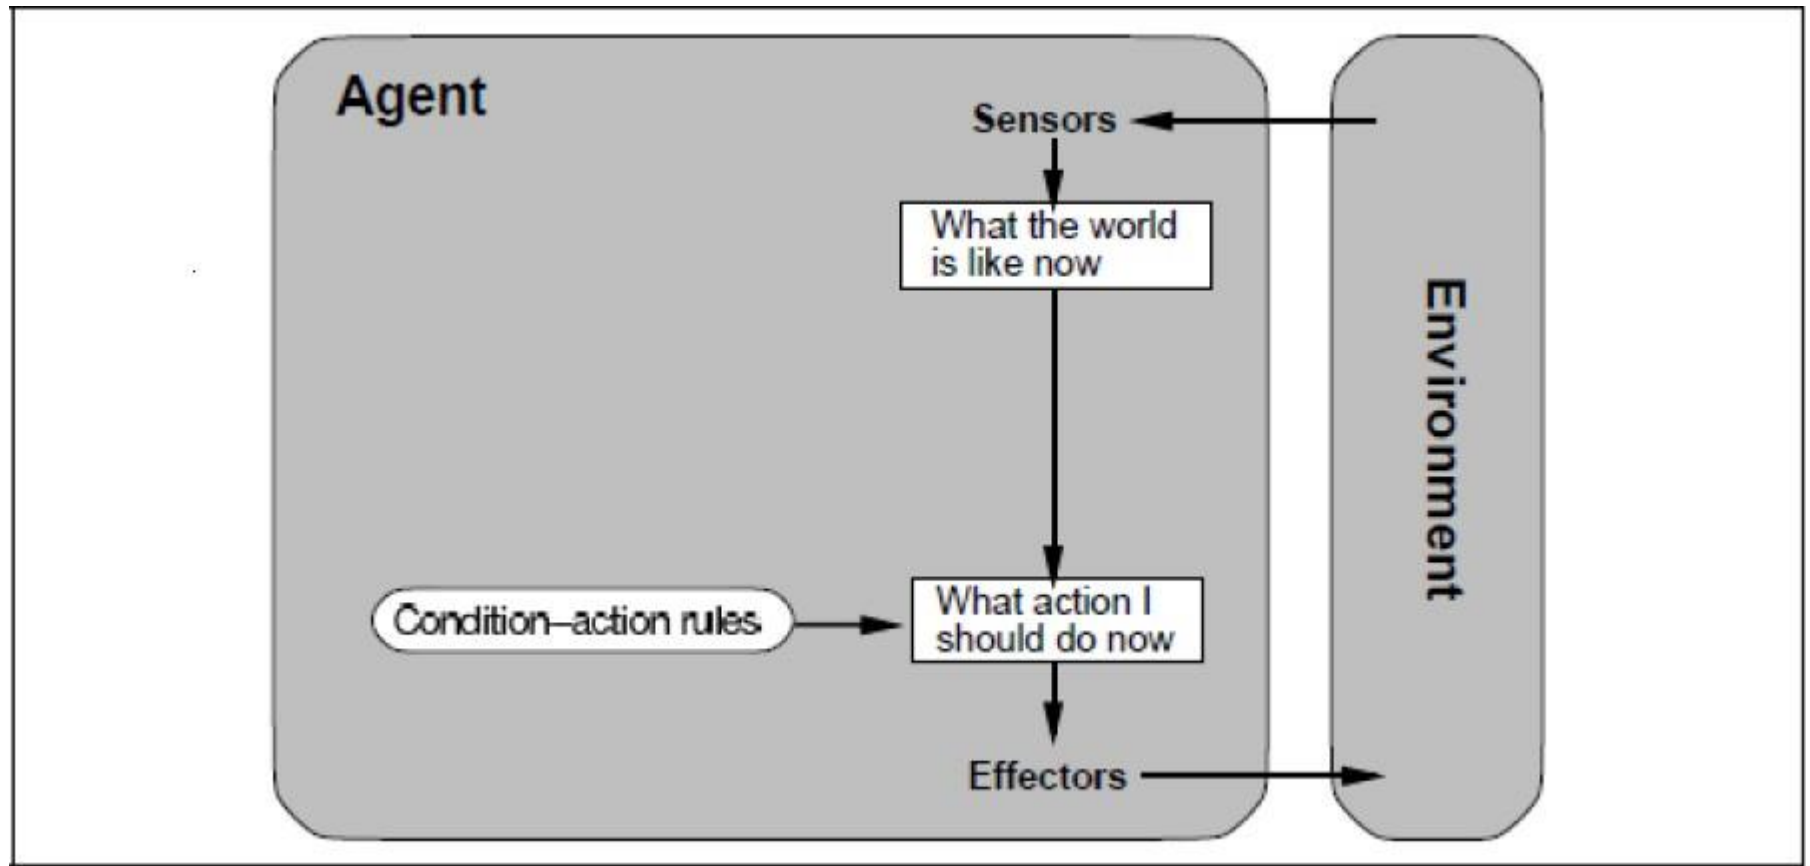 Agent
Sensors
What the world
is like now
Environment
Condition–action rules
What action I
should do now
Effectors